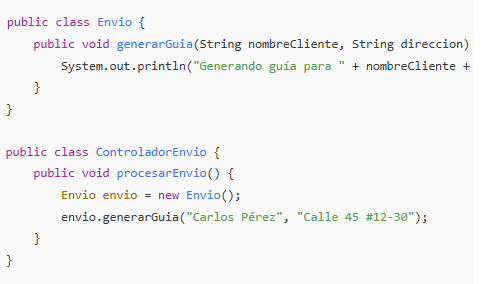 public class Envio {
public void generarGuia(String nombreCliente, String direccion)
System.out.println("Generando guía para " + nombreCliente +
}
}
public class ControladorEnvio {
public void procesarEnvio() {
Envio envio = new Envio();
envio.generarGuia("Carlos Pérez", "Calle 45 #12-30");
}
}